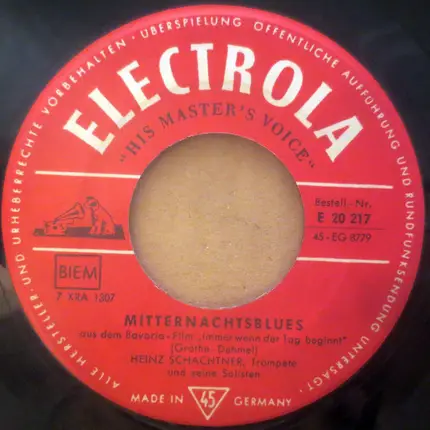 ALLE HERSTELLER- UND URHEBERRECHTE VORBEHALTEN · ÜBERSPIELUNG ÖFFENTLICHE AUFFÜHRUNG UND RUNDFUNKSENDUNG UNTERSAGT!
ELECTROLA
"HIS MASTER'S VOICE"
Bestell.-Nr.
E 20 217
45-EG 8779
BIEM
7 XRA 1307
MITTERNACHTSBLUES
aus dem Bavaria-Film „Immer wenn der Tag beginnt"
(Grothe-Dehmel)
HEINZ SCHACHTNER, Trompete
und seine Solisten
MADE IN 45 GERMANY